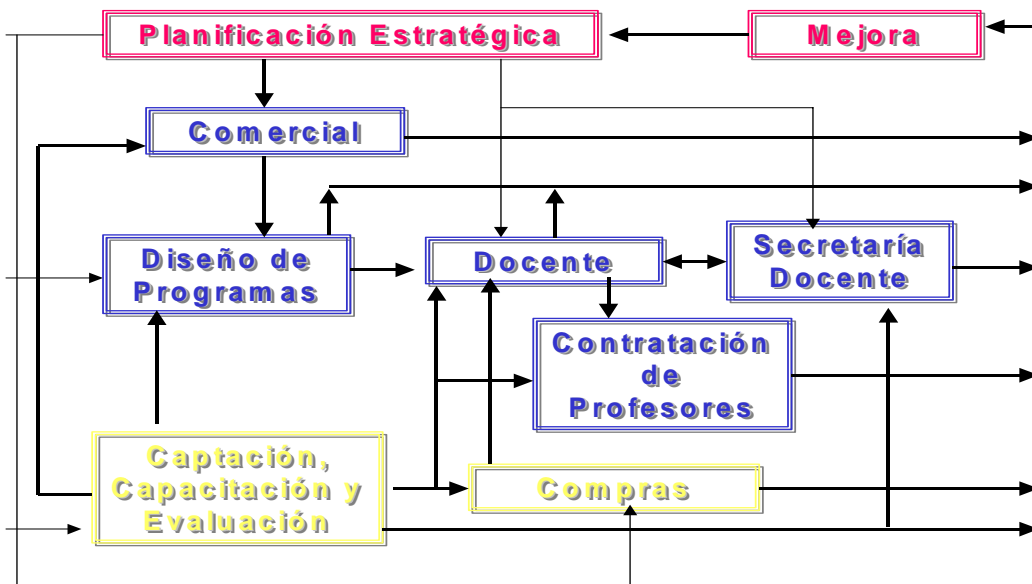 Planificación Estratégica
Mejora
Comercial
Diseño de
Programas
Docente
Secretaría
Docente
Contratación
de
Profesores
Captación,
Capacitación y
Evaluación
Compras